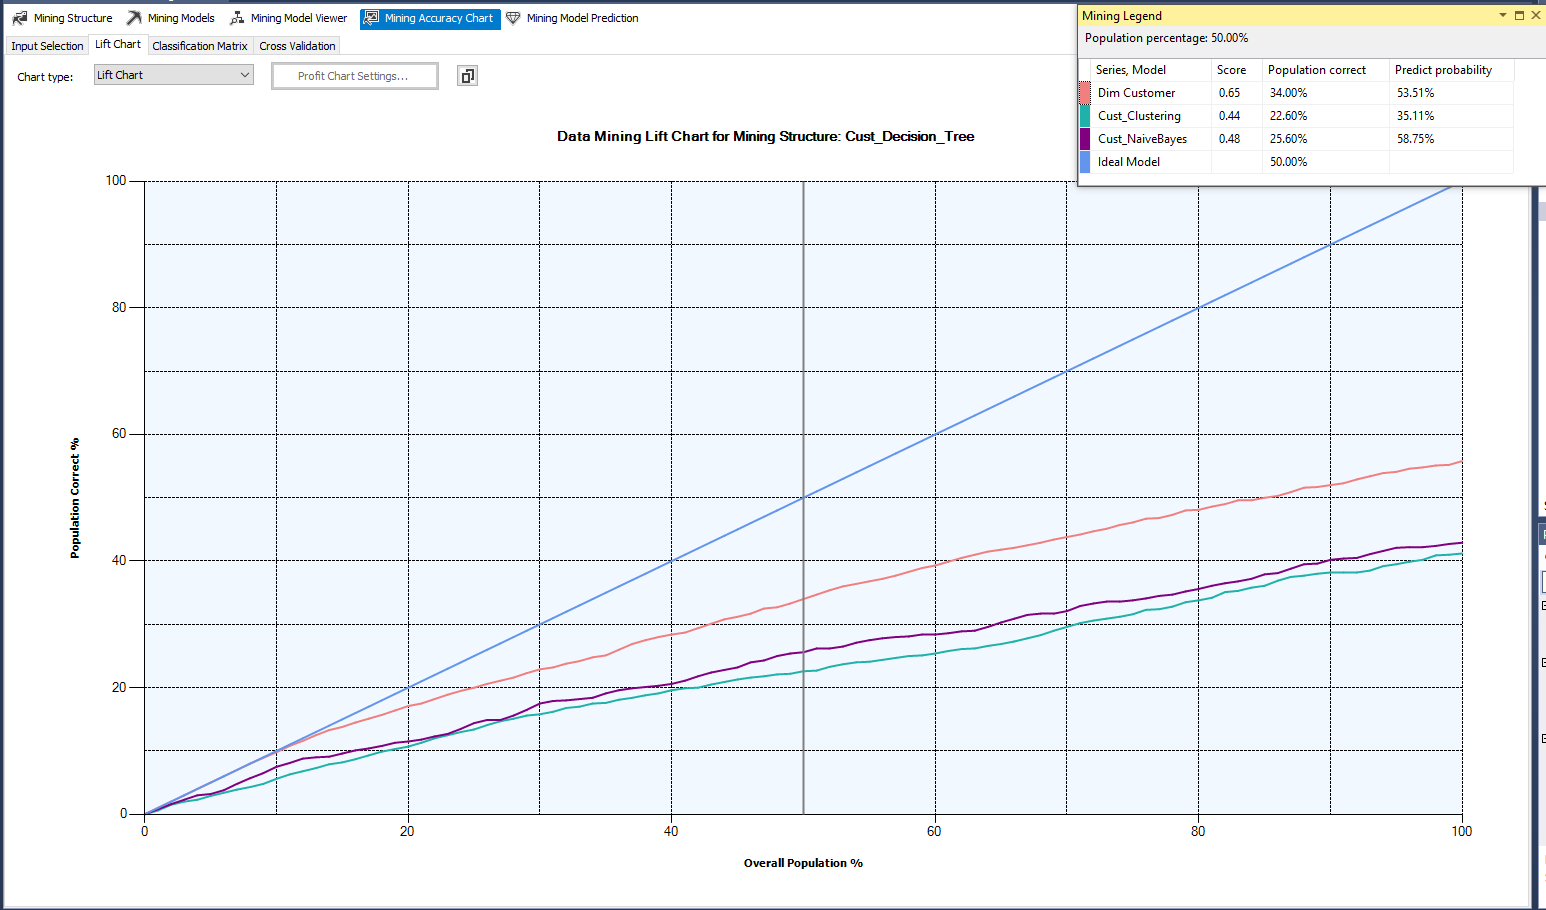 Mining Structure Mining Models Mining Model Viewer Mining Accuracy Chart Mining Model Prediction
Input Selection Lift Chart Classification Matrix Cross Validation
Chart type: Lift Chart Profit Chart Settings...
Mining Legend
Population percentage: 50.00%
Series, Model Score Population correct Predict probability
Dim Customer 0.65 34.00% 53.51%
Cust_Clustering 0.44 22.60% 35.11%
Cust_NaiveBayes 0.48 25.60% 58.75%
Ideal Model 50.00%
Data Mining Lift Chart for Mining Structure: Cust_Decision_Tree
100
80
60
40
20
0
Population Correct %
0 20 40 60 80 100
Overall Population %